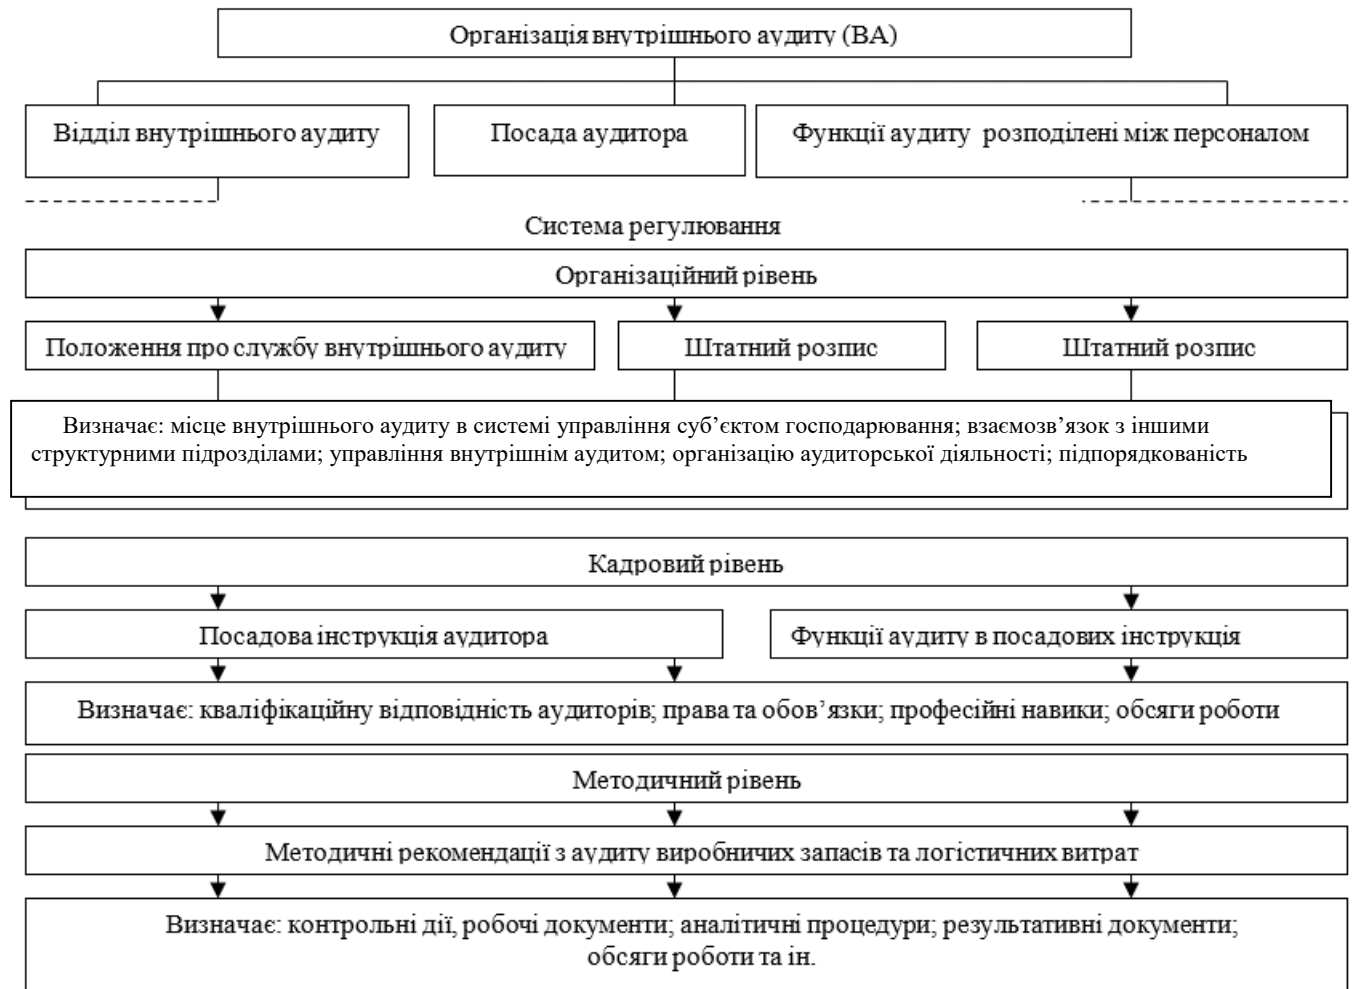 Організація внутрішнього аудиту (ВА)
Відділ внутрішнього аудиту
Посада аудитора
Функції аудиту розподілені між персоналом
Система регулювання
Організаційний рівень
Положення про службу внутрішнього аудиту
Штатний розпис
Штатний розпис
Визначає: місце внутрішнього аудиту в системі управління суб’єктом господарювання; взаємозв’язок з іншими
структурними підрозділами; управління внутрішнім аудитом; організацію аудиторської діяльності; підпорядкованість
Кадровий рівень
Посадова інструкція аудитора
Функції аудиту в посадових інструкція
Визначає: кваліфікаційну відповідність аудиторів; права та обов’язки; професійні навики; обсяги роботи
Методичний рівень
Методичні рекомендації з аудиту виробничих запасів та логістичних витрат
Визначає: контрольні дії, робочі документи; аналітичні процедури; результативні документи;
обсяги роботи та ін.